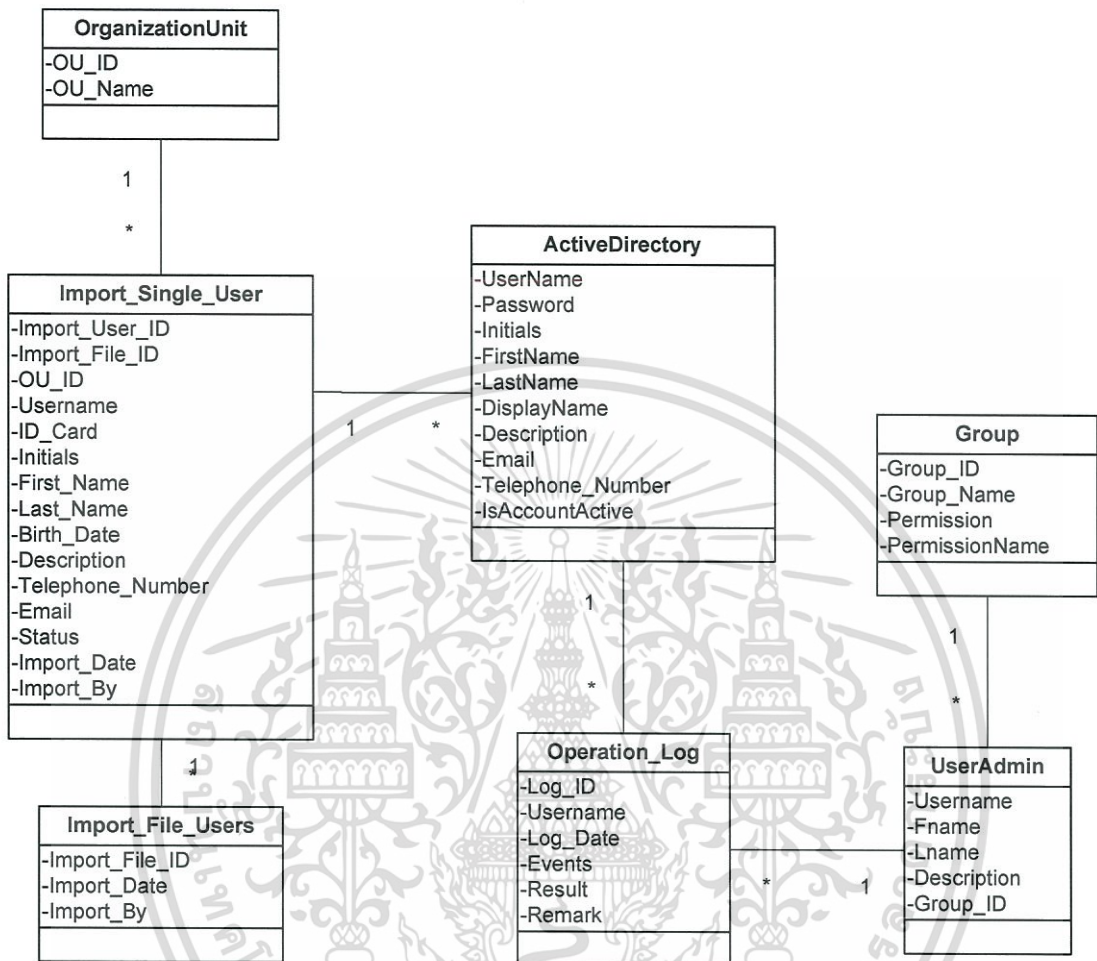 OrganizationUnit
-OU_ID
-OU_Name
1
*
Import_Single_User
-Import_User_ID
-Import_File_ID
-OU_ID
-Username
-ID_Card
-Initials
-First_Name
-Last_Name
-Birth_Date
-Description
-Telephone_Number
-Email
-Status
-Import_Date
-Import_By
1
*
ActiveDirectory
-UserName
-Password
-Initials
-FirstName
-LastName
-DisplayName
-Description
-Email
-Telephone_Number
-IsAccountActive
Group
-Group_ID
-Group_Name
-Permission
-PermissionName
1
*
1
*
1
*
Import_File_Users
-Import_File_ID
-Import_Date
-Import_By
Operation_Log
-Log_ID
-Username
-Log_Date
-Events
-Result
-Remark
*
1
UserAdmin
-Username
-Fname
-Lname
-Description
-Group_ID